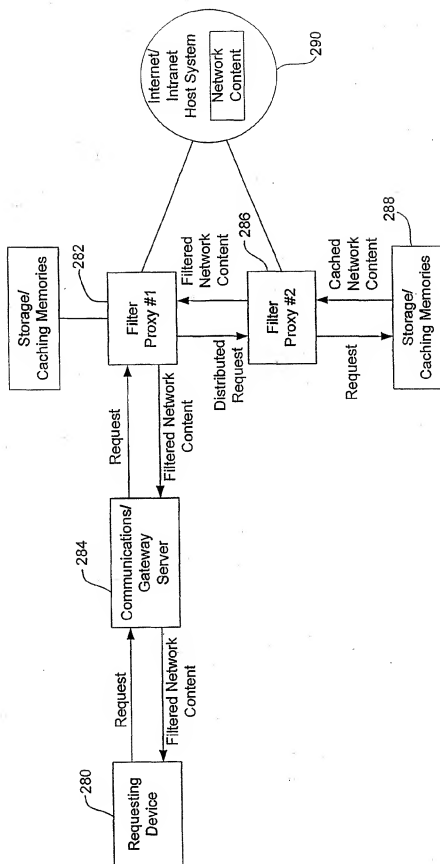 280
Requesting
Device
Request
Filtered Network
Content
284
Communications/
Gateway
Server
Request
Filtered Network
Content
Storage/
Caching Memories
282
Filter
Proxy #1
Distributed
Request
Filtered
Network
Content
286
Filter
Proxy #2
Request
Cached
Network
Content
Storage/
Caching Memories
288
Internet/
Intranet
Host System
Network
Content
290